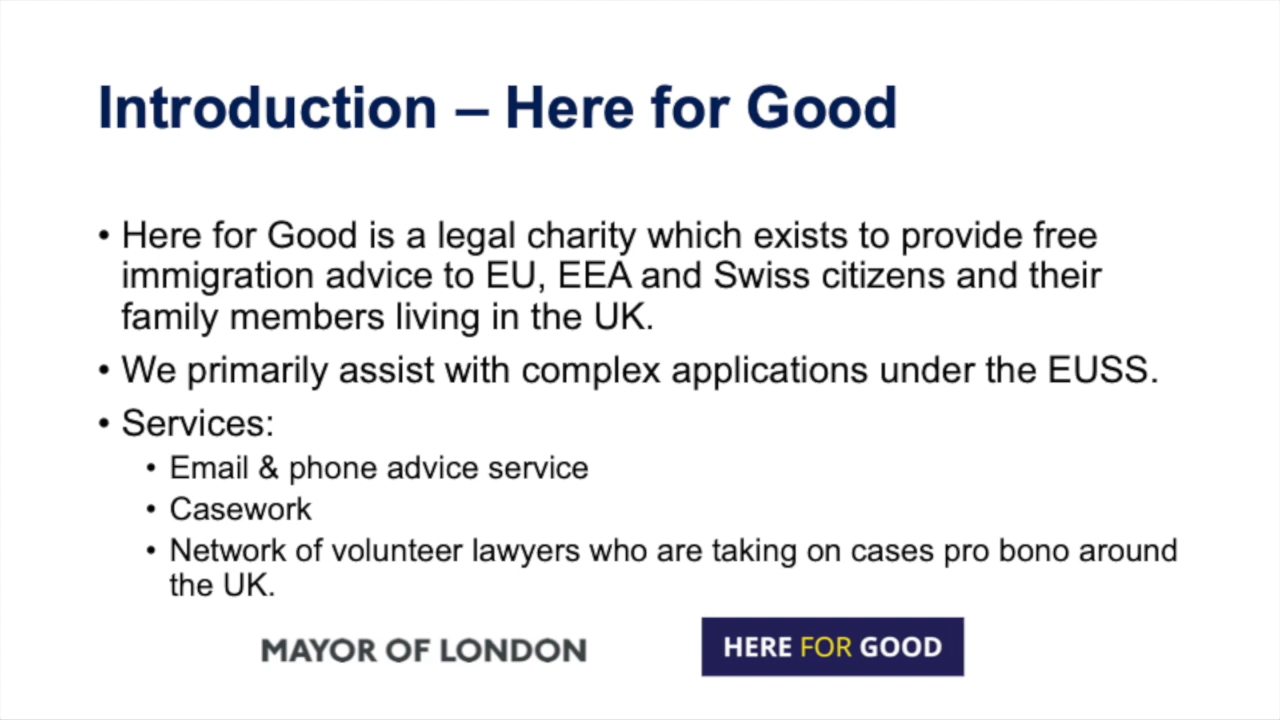 Introduction – Here for Good
• Here for Good is a legal charity which exists to provide free
immigration advice to EU, EEA and Swiss citizens and their
family members living in the UK.
• We primarily assist with complex applications under the EUSS.
• Services:
• Email & phone advice service
• Casework
• Network of volunteer lawyers who are taking on cases pro bono around
the UK.
MAYOR OF LONDON
HERE FOR GOOD